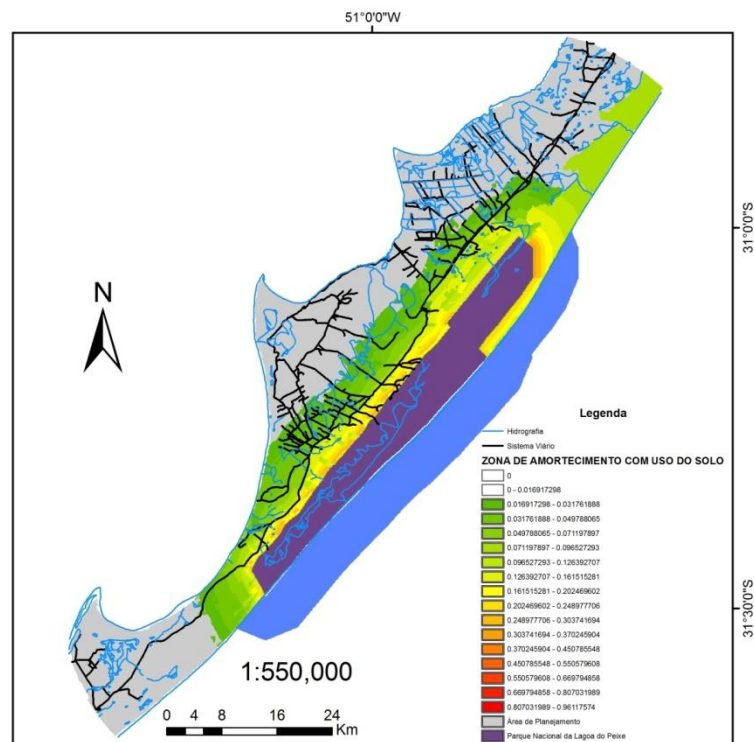 51°0'0"W
31°0'0"S
N
Legenda
Hidrografia
Sistema Viário
ZONA DE AMORTECIMENTO COM USO DO SOLO
0
0 - 0.016917298
0.016917298 - 0.031761888
0.031761888 - 0.049788065
0.049788065 - 0.071197897
0.071197897 - 0.096527293
0.096527293 - 0.126392707
0.126392707 - 0.161515281
0.161515281 - 0.202469602
0.202469602 - 0.248977706
0.248977706 - 0.303741694
0.303741694 - 0.370245904
0.370245904 - 0.450785548
0.450785548 - 0.550579608
0.550579608 - 0.669794858
0.669794858 - 0.807031989
0.807031989 - 0.96117574
Área de Planejamento
Parque Nacional da Lagoa do Peixe
31°30'0"S
1:550,000
0 4 8 16 24
Km